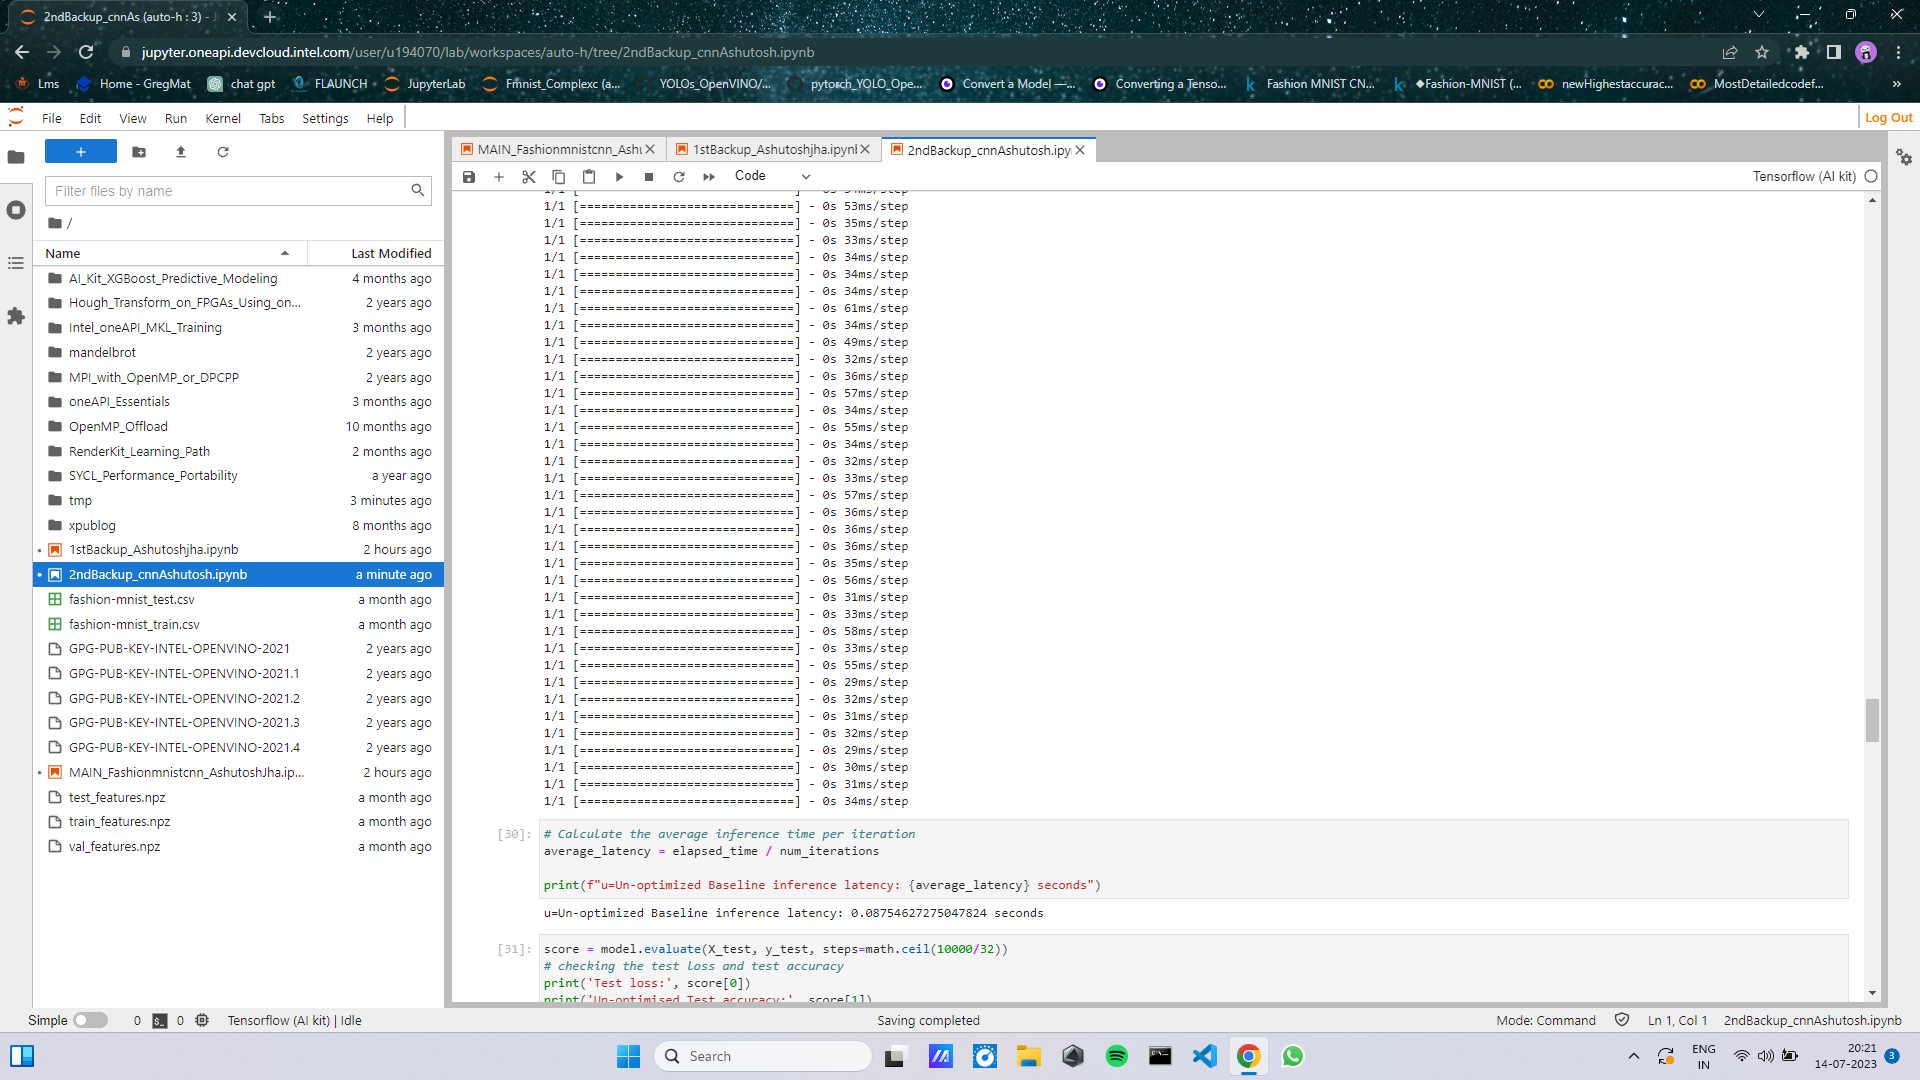 2ndBackup_cnnAs (auto-h : 3) - J
jupyter.oneapi.devcloud.intel.com/user/u194070/lab/workspaces/auto-h/tree/2ndBackup_cnnAshutosh.ipynb
Lms
Home - GregMat
chat gpt
FLAUNCH
JupyterLab
Fmnist_Complexc (a...
YOLOs_OpenVINO/...
pytorch_YOLO_Ope...
Convert a Model —...
Converting a Tenso...
Fashion MNIST CN...
◆Fashion-MNIST (...
newHighestaccurac...
MostDetailedcodef...
»
File Edit View Run Kernel Tabs Settings Help
Log Out
Filter files by name
/
Name Last Modified
AI_Kit_XGBoost_Predictive_Modeling 4 months ago
Hough_Transform_on_FPGAs_Using_on... 2 years ago
Intel_oneAPI_MKL_Training 3 months ago
mandelbrot 2 years ago
MPI_with_OpenMP_or_DPCPP 2 years ago
oneAPI_Essentials 3 months ago
OpenMP_Offload 10 months ago
RenderKit_Learning_Path 2 months ago
SYCL_Performance_Portability a year ago
tmp 3 minutes ago
xpublog 8 months ago
1stBackup_Ashutoshjha.ipynb 2 hours ago
2ndBackup_cnnAshutosh.ipynb a minute ago
fashion-mnist_test.csv a month ago
fashion-mnist_train.csv a month ago
GPG-PUB-KEY-INTEL-OPENVINO-2021 2 years ago
GPG-PUB-KEY-INTEL-OPENVINO-2021.1 2 years ago
GPG-PUB-KEY-INTEL-OPENVINO-2021.2 2 years ago
GPG-PUB-KEY-INTEL-OPENVINO-2021.3 2 years ago
GPG-PUB-KEY-INTEL-OPENVINO-2021.4 2 years ago
MAIN_Fashionmnistcnn_AshutoshJha.ip... 2 hours ago
test_features.npz a month ago
train_features.npz a month ago
val_features.npz a month ago
MAIN_Fashionmnistcnn_Ashu
1stBackup_Ashutoshjha.ipynb
2ndBackup_cnnAshutosh.ipy
Code
Tensorflow (AI kit)
1/1 [==============================] - 0s 34ms/step
1/1 [==============================] - 0s 53ms/step
1/1 [==============================] - 0s 35ms/step
1/1 [==============================] - 0s 33ms/step
1/1 [==============================] - 0s 34ms/step
1/1 [==============================] - 0s 34ms/step
1/1 [==============================] - 0s 34ms/step
1/1 [==============================] - 0s 61ms/step
1/1 [==============================] - 0s 34ms/step
1/1 [==============================] - 0s 49ms/step
1/1 [==============================] - 0s 32ms/step
1/1 [==============================] - 0s 36ms/step
1/1 [==============================] - 0s 57ms/step
1/1 [==============================] - 0s 34ms/step
1/1 [==============================] - 0s 55ms/step
1/1 [==============================] - 0s 34ms/step
1/1 [==============================] - 0s 32ms/step
1/1 [==============================] - 0s 33ms/step
1/1 [==============================] - 0s 57ms/step
1/1 [==============================] - 0s 36ms/step
1/1 [==============================] - 0s 36ms/step
1/1 [==============================] - 0s 36ms/step
1/1 [==============================] - 0s 35ms/step
1/1 [==============================] - 0s 56ms/step
1/1 [==============================] - 0s 31ms/step
1/1 [==============================] - 0s 33ms/step
1/1 [==============================] - 0s 58ms/step
1/1 [==============================] - 0s 33ms/step
1/1 [==============================] - 0s 55ms/step
1/1 [==============================] - 0s 29ms/step
1/1 [==============================] - 0s 32ms/step
1/1 [==============================] - 0s 31ms/step
1/1 [==============================] - 0s 32ms/step
1/1 [==============================] - 0s 29ms/step
1/1 [==============================] - 0s 30ms/step
1/1 [==============================] - 0s 31ms/step
1/1 [==============================] - 0s 34ms/step
[30]: # Calculate the average inference time per iteration
average_latency = elapsed_time / num_iterations
print(f"u=Un-optimized Baseline inference latency: {average_latency} seconds")
u=Un-optimized Baseline inference latency: 0.08754627275047824 seconds
[31]: score = model.evaluate(X_test, y_test, steps=math.ceil(10000/32))
# checking the test loss and test accuracy
print('Test loss:', score[0])
print('Un-optimised Test accuracy:', score[1])
Simple 0 0 Tensorflow (AI kit) | Idle
Saving completed
Mode: Command Ln 1, Col 1 2ndBackup_cnnAshutosh.ipynb
Search
ENG
IN
20:21
14-07-2023
3